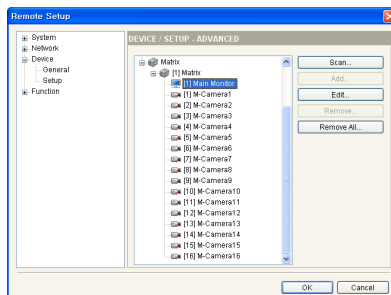 Remote Setup
System
Network
Device
General
Setup
Function
DEVICE / SETUP - ADVANCED
Matrix
[1] Matrix
[1] Main Monitor
[1] M-Camera1
[2] M-Camera2
[3] M-Camera3
[4] M-Camera4
[5] M-Camera5
[6] M-Camera6
[7] M-Camera7
[8] M-Camera8
[9] M-Camera9
[10] M-Camera10
[11] M-Camera11
[12] M-Camera12
[13] M-Camera13
[14] M-Camera14
[15] M-Camera15
[16] M-Camera16
Scan...
Add...
Edit...
Remove...
Remove All...
OK
Cancel